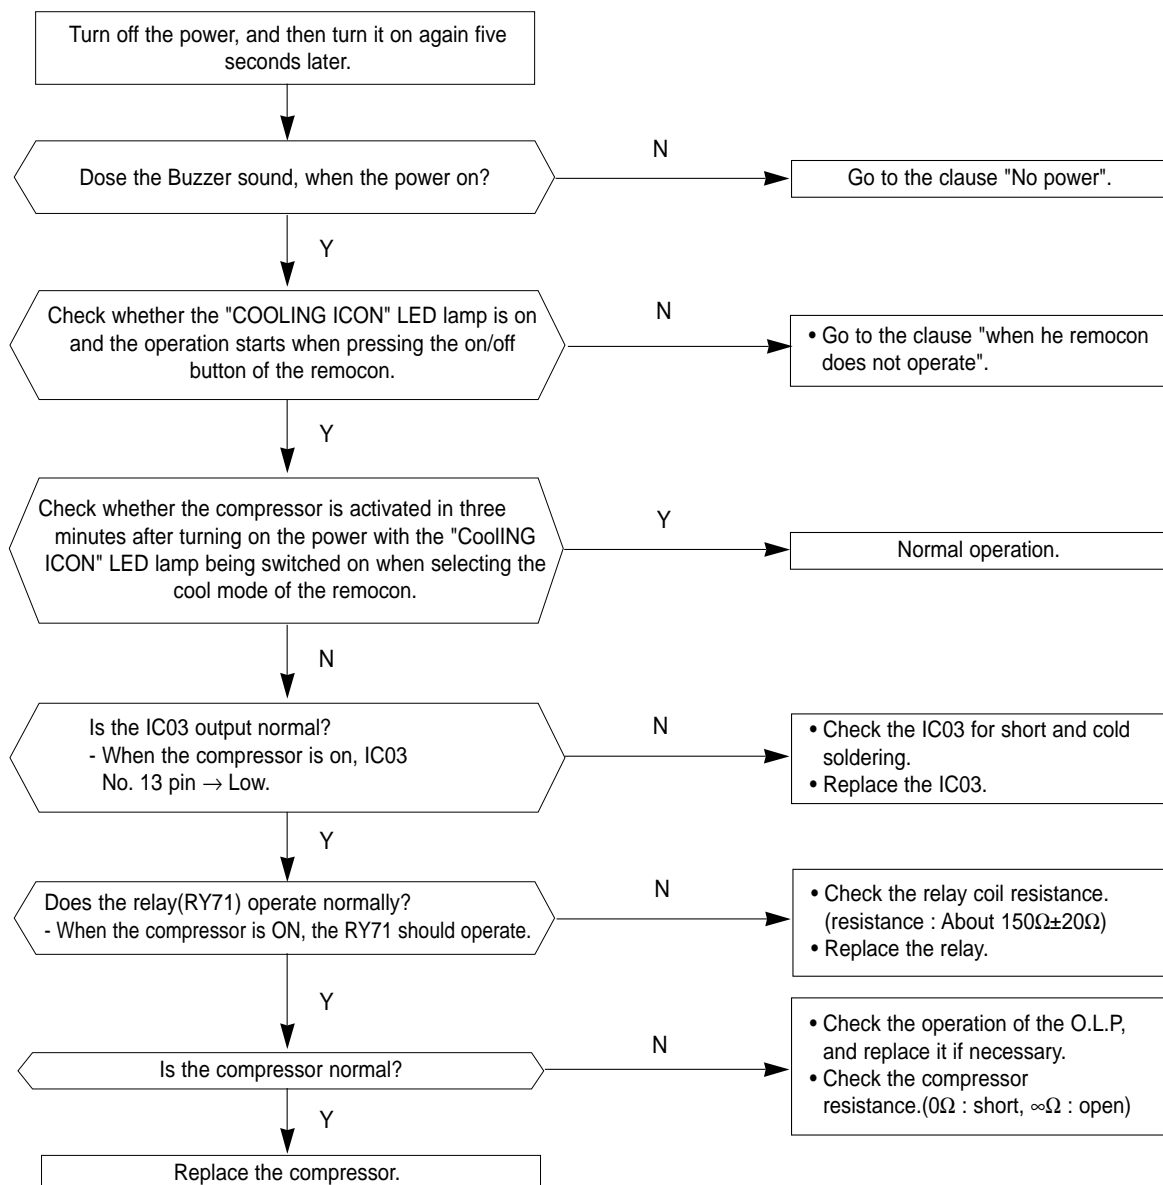 Turn off the power, and then turn it on again five
seconds later.
Dose the Buzzer sound, when the power on?
N
Go to the clause "No power".
Y
Check whether the "COOLING ICON" LED lamp is on
and the operation starts when pressing the on/off
button of the remocon.
N
• Go to the clause "when he remocon
does not operate".
Y
Check whether the compressor is activated in three
minutes after turning on the power with the "CoolING
ICON" LED lamp being switched on when selecting the
cool mode of the remocon.
Y
Normal operation.
N
Is the IC03 output normal?
- When the compressor is on, IC03
No. 13 pin → Low.
N
• Check the IC03 for short and cold
soldering.
• Replace the IC03.
Y
Does the relay(RY71) operate normally?
- When the compressor is ON, the RY71 should operate.
N
• Check the relay coil resistance.
(resistance : About 150Ω±20Ω)
• Replace the relay.
Y
Is the compressor normal?
N
• Check the operation of the O.L.P,
and replace it if necessary.
• Check the compressor
resistance.(0Ω : short, ∞Ω : open)
Y
Replace the compressor.